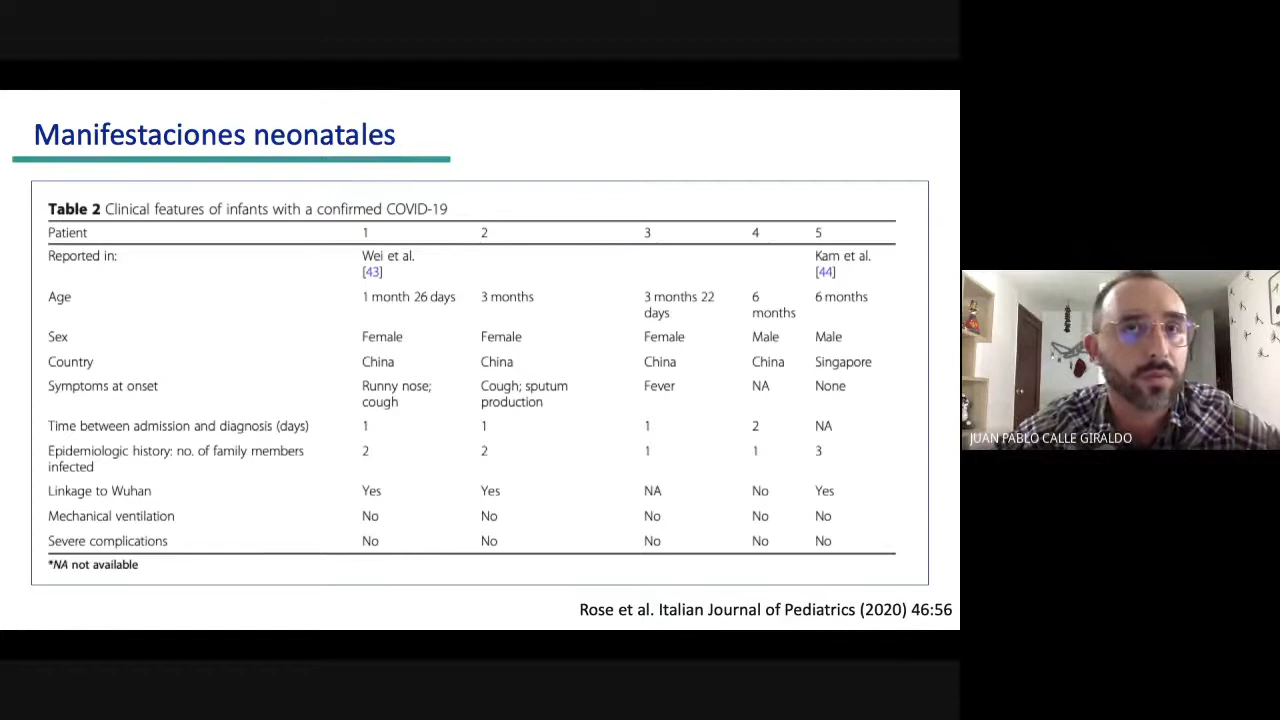 Manifestaciones neonatales
Table 2 Clinical features of infants with a confirmed COVID-19
Patient 1 2 3 4 5
Reported in: Wei et al. [43] Kam et al. [44]
Age 1 month 26 days 3 months 3 months 22 days 6 months 6 months
Sex Female Female Female Male Male
Country China China China China Singapore
Symptoms at onset Runny nose; cough Cough; sputum production Fever NA None
Time between admission and diagnosis (days) 1 1 1 2 NA
Epidemiologic history: no. of family members infected 2 2 1 1 3
Linkage to Wuhan Yes Yes NA No Yes
Mechanical ventilation No No No No No
Severe complications No No No No No
*NA not available
Rose et al. Italian Journal of Pediatrics (2020) 46:56
JUAN PABLO CALLE GIRALDO